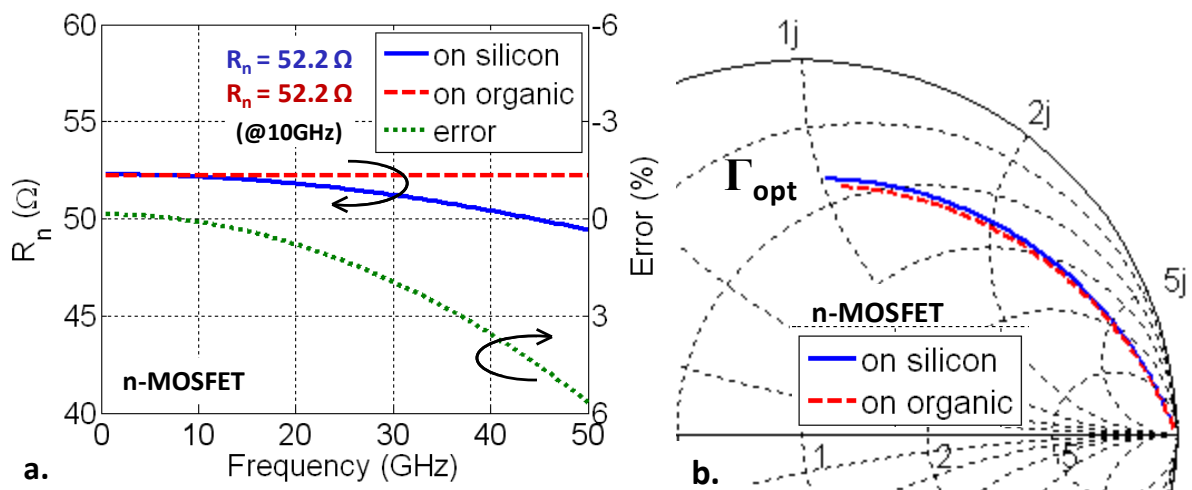 60
55
50
45
40
R_n (Ω)
R_n = 52.2 Ω
R_n = 52.2 Ω
(@10GHz)
on silicon
on organic
error
n-MOSFET
-6
-3
0
3
6
Error (%)
0
10
20
30
40
50
Frequency (GHz)
a.
1j
2j
5j
Γ_opt
n-MOSFET
on silicon
on organic
1
2
5
b.